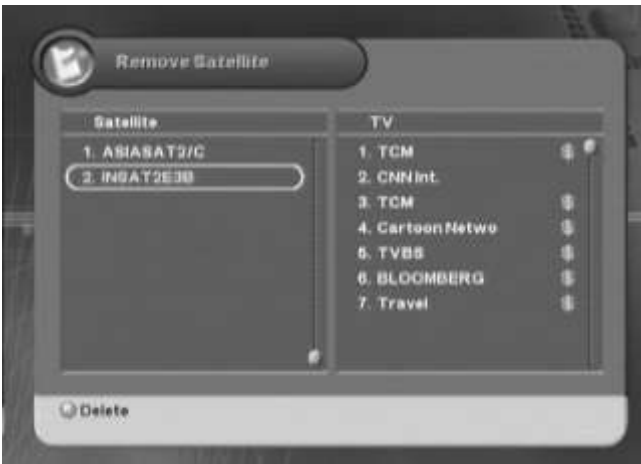 Remove Satellite
Satellite
1. ASIASAT2/C
2. INSAT2E3B
TV
1. TCM $
2. CNN Int.
3. TCM $
4. Cartoon Netwo $
5. TVBS $
6. BLOOMBERG $
7. Travel $
Delete